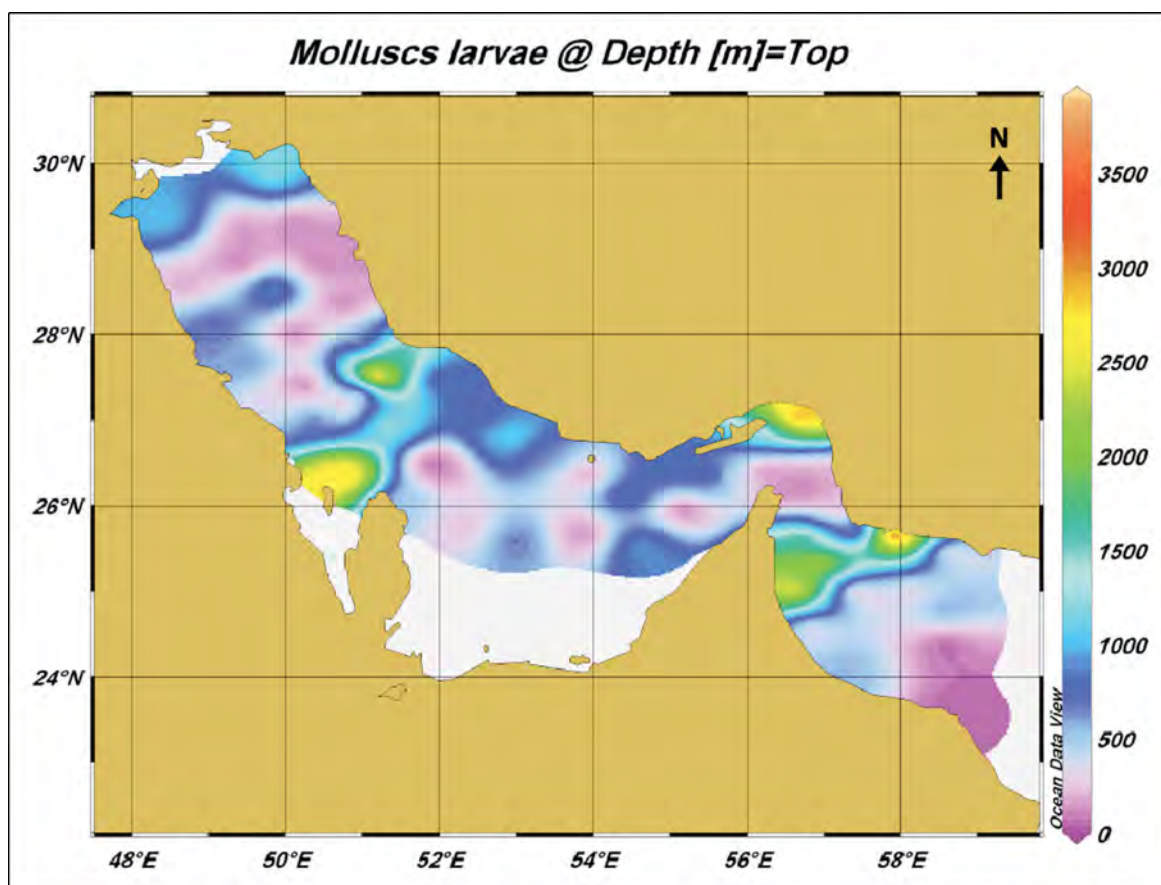 Molluscs larvae @ Depth [m]=Top
N
30°N
28°N
26°N
24°N
48°E
50°E
52°E
54°E
56°E
58°E
3500
3000
2500
2000
1500
1000
500
0
Ocean Data View